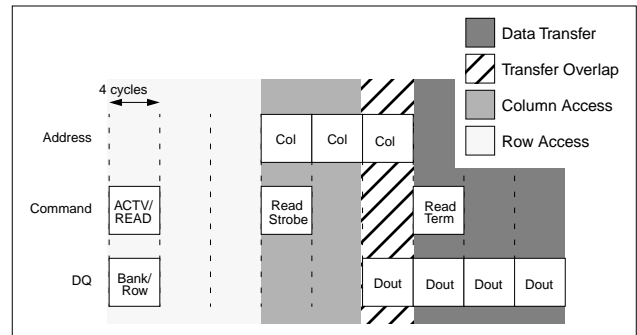 Data Transfer
Transfer Overlap
Column Access
Row Access
4 cycles
Address
Col
Col
Col
Command
ACTV/
READ
Read
Strobe
Read
Term
DQ
Bank/
Row
Dout
Dout
Dout
Dout